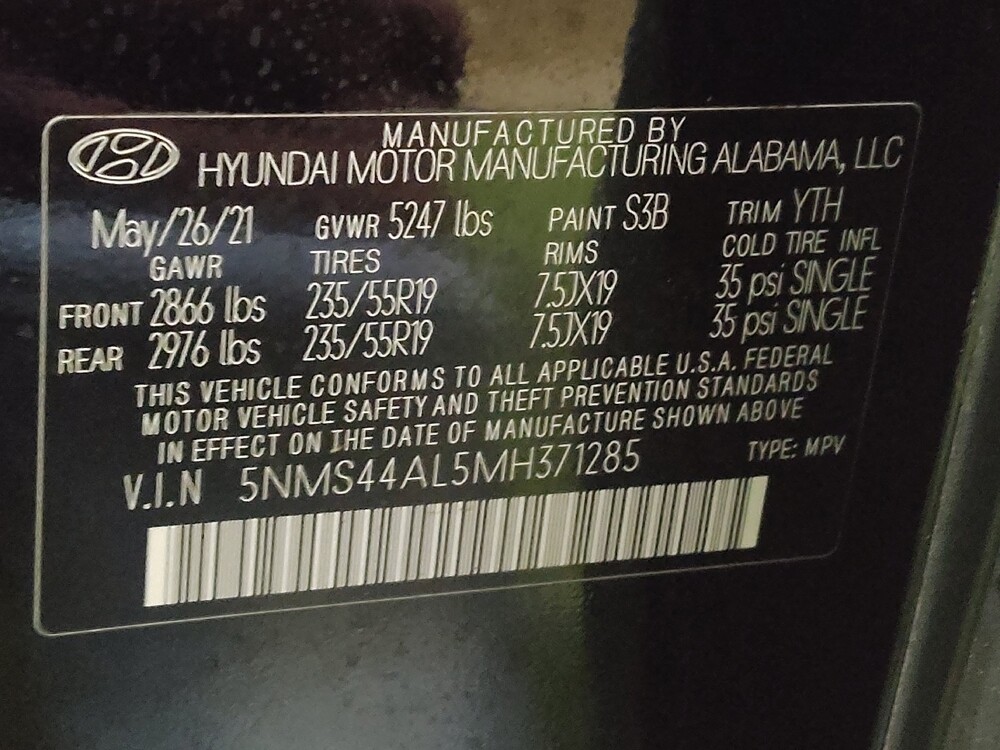 MANUFACTURED BY
HYUNDAI MOTOR MANUFACTURING ALABAMA, LLC
May/26/21 GVWR 5247 lbs PAINT S3B TRIM YTH
GAWR TIRES RIMS COLD TIRE INFL
FRONT 2866 lbs 235/55R19 7.5JX19 35 psi SINGLE
REAR 2976 lbs 235/55R19 7.5JX19 35 psi SINGLE
THIS VEHICLE CONFORMS TO ALL APPLICABLE U.S.A. FEDERAL
MOTOR VEHICLE SAFETY AND THEFT PREVENTION STANDARDS
IN EFFECT ON THE DATE OF MANUFACTURE SHOWN ABOVE
V.I.N 5NMS44AL5MH371285 TYPE: MPV